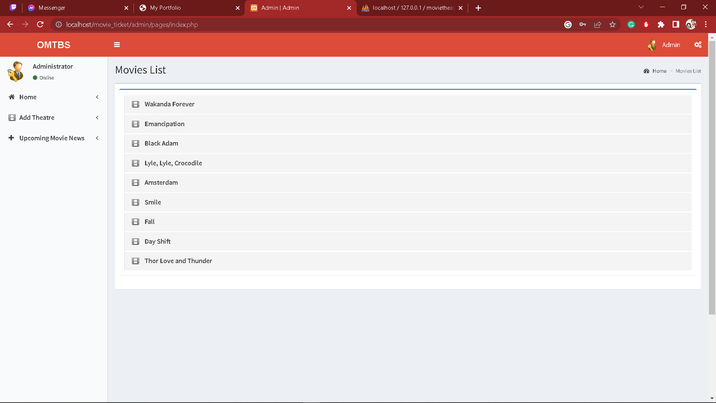 Messenger
My Portfolio
Admin | Admin
localhost / 127.0.0.1 / moviethea
localhost/movie_ticket/admin/pages/index.php
OMTBS
Admin
Administrator
Online
Movies List
Home
Movies List
Home
Add Theatre
Upcoming Movie News
Wakanda Forever
Emancipation
Black Adam
Lyle, Lyle, Crocodile
Amsterdam
Smile
Fall
Day Shift
Thor Love and Thunder